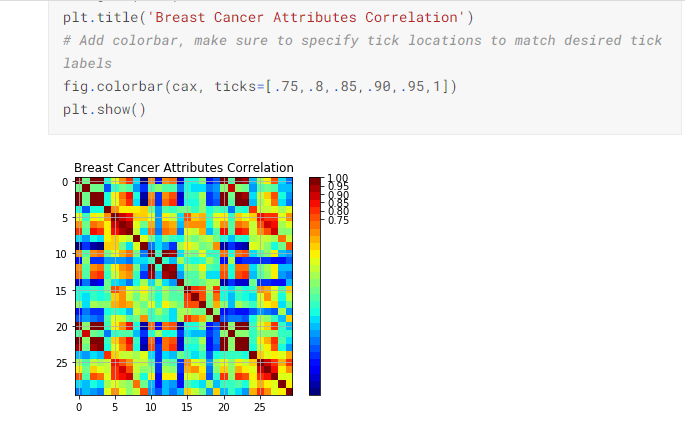 plt.title('Breast Cancer Attributes Correlation')
# Add colorbar, make sure to specify tick locations to match desired tick
labels
fig.colorbar(cax, ticks=[.75,.8,.85,.90,.95,1])
plt.show()
Breast Cancer Attributes Correlation
0
5
10
15
20
25
0 5 10 15 20 25
1.00
0.95
0.90
0.85
0.80
0.75